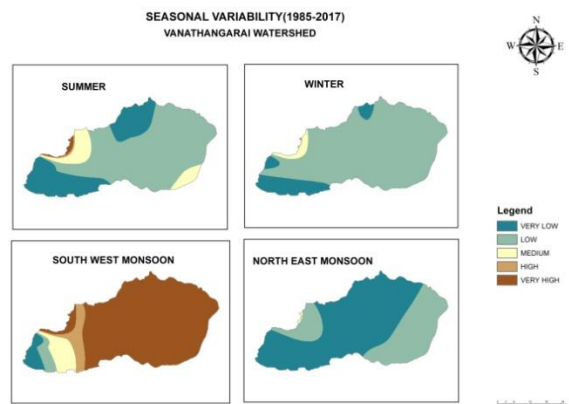 SEASONAL VARIABILITY(1985-2017)
VANATHANGARAI WATERSHED
N
W
E
S
SUMMER
WINTER
SOUTH WEST MONSOON
NORTH EAST MONSOON
Legend
VERY LOW
LOW
MEDIUM
HIGH
VERY HIGH